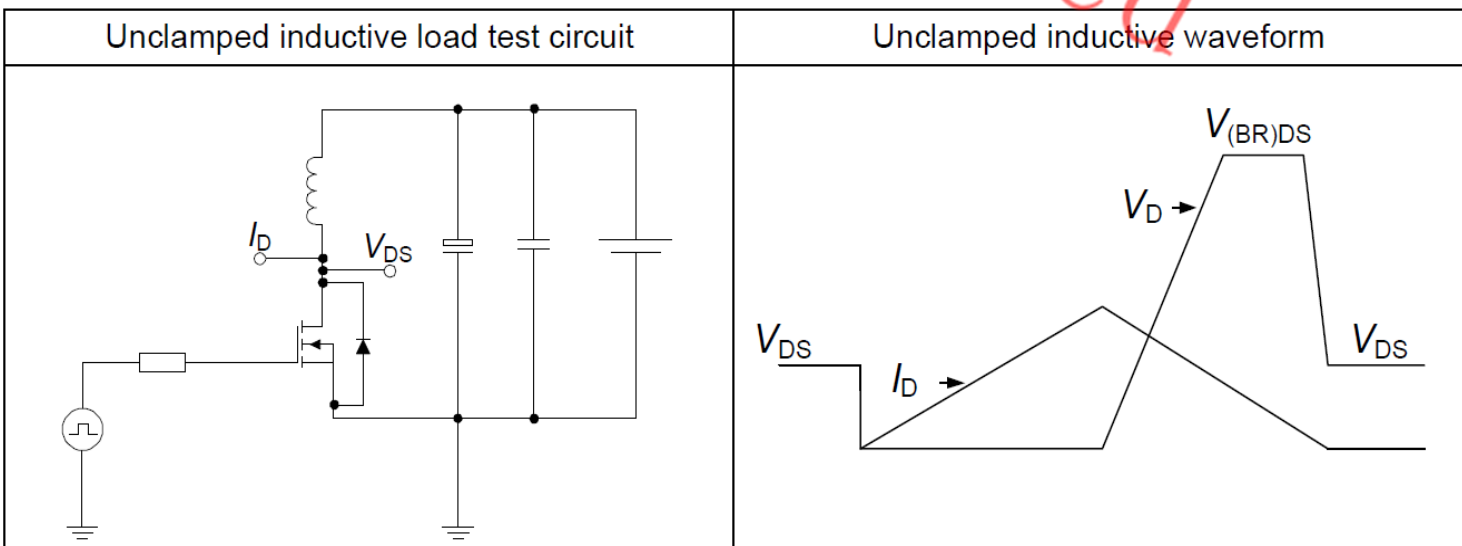 Unclamped inductive load test circuit
Unclamped inductive waveform
V(BR)DS
VD
ID
VDS
VDS
ID
VDS